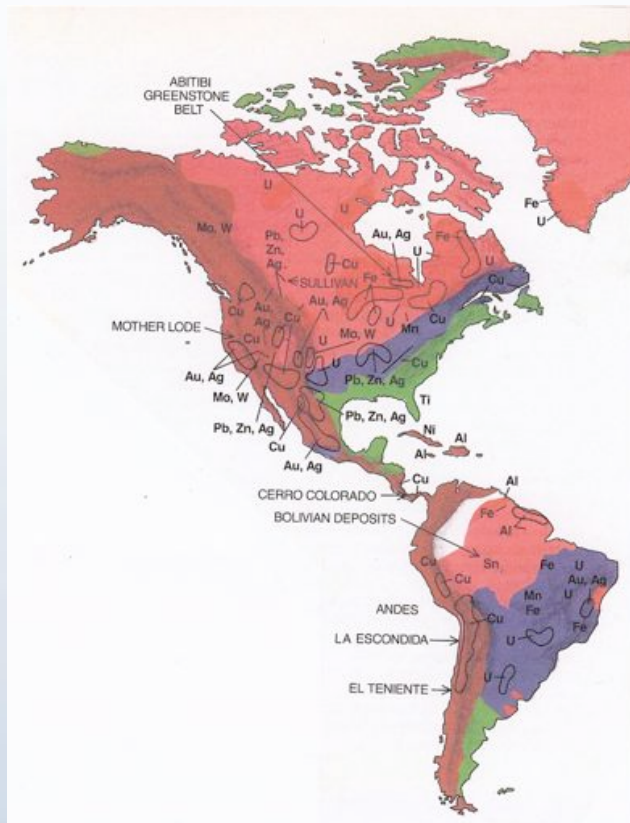 ABITIBI
GREENSTONE
BELT
U
U
U
Fe
U
Mo, W
Au, Ag
Fe
Pb,
Zn,
Ag
U
U
Cu
Cu
SULLIVAN
Fe
Au, Ag
Cu
Au,
Ag
Cu
U
Cu
MOTHER LODE
Cu
U
Mo, W
Mn
U
Cu
Au, Ag
Pb, Zn, Ag
Ti
Mo, W
Pb, Zn, Ag
Pb, Zn, Ag
Ni
Al
Cu
Al
Au, Ag
Cu
Al
CERRO COLORADO
Fe
BOLIVIAN DEPOSITS
Al
Cu
Sn
Fe
U
Cu
Au, Ag
Mn
U
ANDES
Cu
Fe
Fe
LA ESCONDIDA
U
U
EL TENIENTE